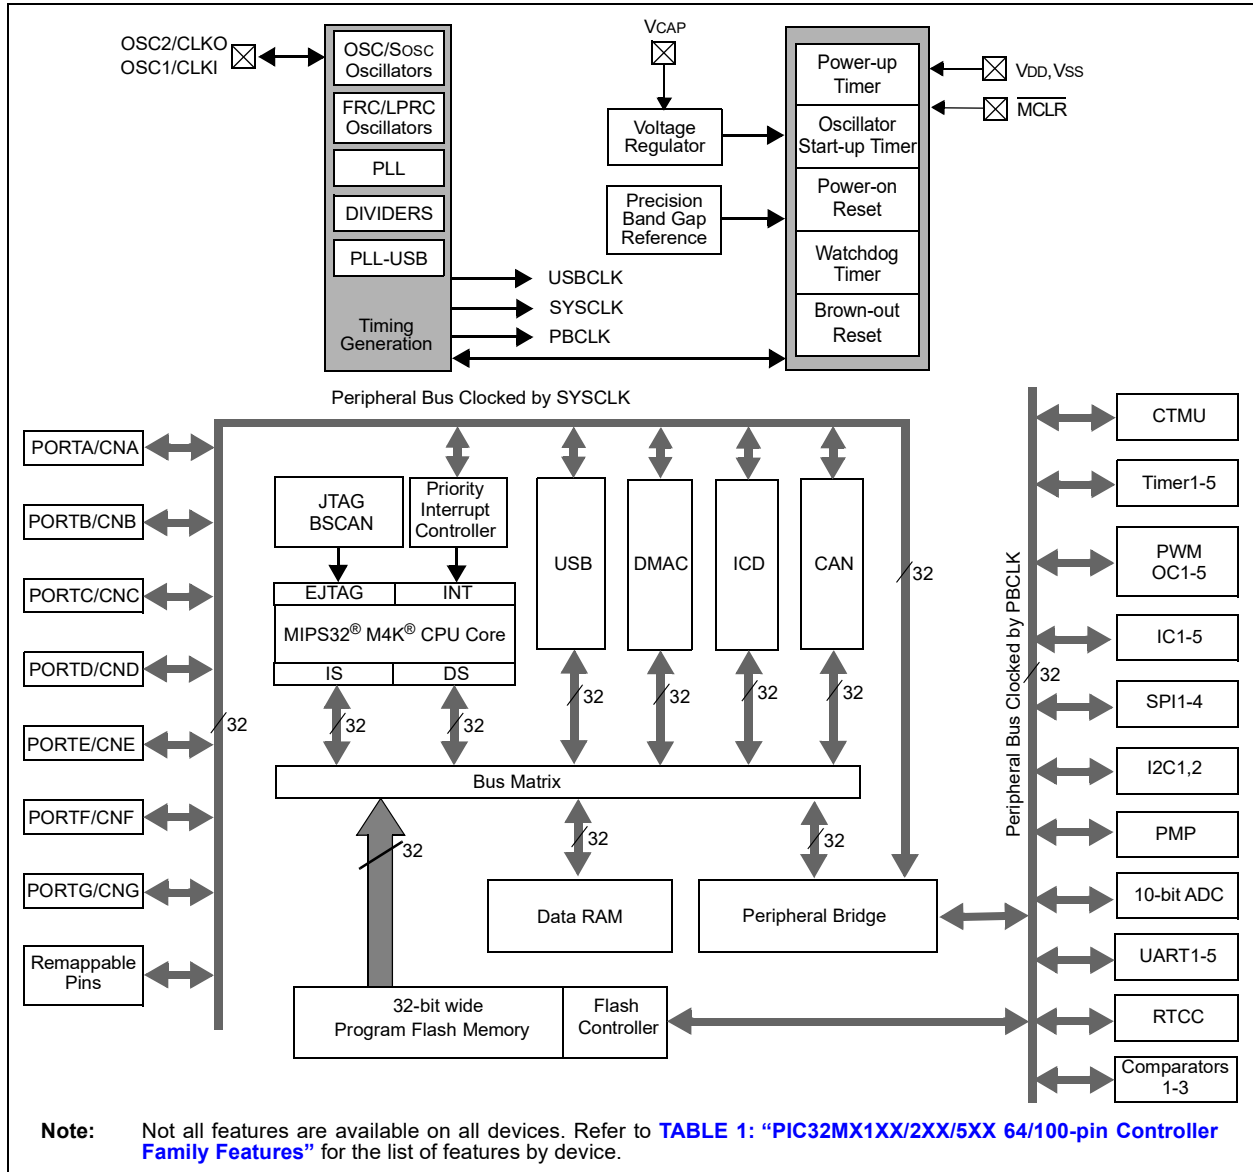 OSC2/CLKO
OSC1/CLKI
OSC/SOSC
Oscillators
FRC/LPRC
Oscillators
PLL
DIVIDERS
PLL-USB
Timing
Generation
USBCLK
SYSCLK
PBCLK
VCAP
Voltage
Regulator
Precision
Band Gap
Reference
Power-up
Timer
Oscillator
Start-up Timer
Power-on
Reset
Watchdog
Timer
Brown-out
Reset
VDD, VSS
MCLR
Peripheral Bus Clocked by SYSCLK
PORTA/CNA
PORTB/CNB
PORTC/CNC
PORTD/CND
PORTE/CNE
PORTF/CNF
PORTG/CNG
Remappable
Pins
32
JTAG
BSCAN
Priority
Interrupt
Controller
EJTAG
INT
MIPS32® M4K® CPU Core
IS
DS
USB
DMAC
ICD
CAN
32
32
32
32
32
32
32
Bus Matrix
32
32
32
Data RAM
Peripheral Bridge
32-bit wide
Program Flash Memory
Flash
Controller
Peripheral Bus Clocked by PBCLK
32
CTMU
Timer1-5
PWM
OC1-5
IC1-5
SPI1-4
I2C1,2
PMP
10-bit ADC
UART1-5
RTCC
Comparators
1-3
Note: Not all features are available on all devices. Refer to TABLE 1: “PIC32MX1XX/2XX/5XX 64/100-pin Controller
Family Features” for the list of features by device.